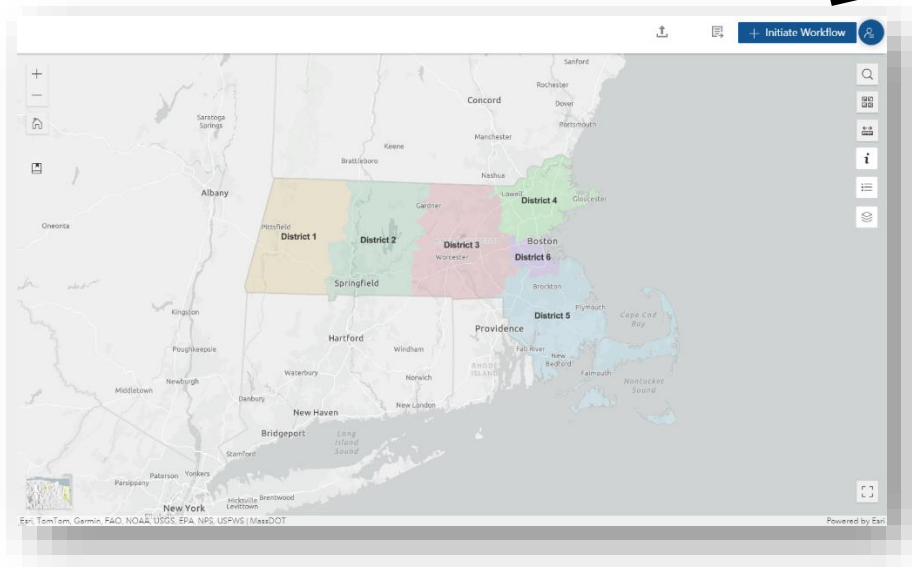 + Initiate Workflow
Sanford
Rochester
Concord
Dover
Portsmouth
Saratoga
Springs
Manchester
Keene
Brattleboro
Nashua
Albany
Lowell
District 4
Gloucester
Gardner
Oneonta
Pittsfield
District 1
District 2
District 3
Boston
Worcester
District 6
Springfield
Brockton
Kingston
Plymouth
Cape Cod
Bay
District 5
Providence
Hartford
Windham
Poughkeepsie
Fall River
New
Bedford
Falmouth
RHODE
ISLAND
Waterbury
Norwich
Nantucket
Sound
Middletown
Newburgh
Danbury
New London
New Haven
Bridgeport
Long
Island
Sound
Stamford
Paterson
Yonkers
Parsippany
Hicksville
Brentwood
Levittown
New York
Esri, TomTom, Garmin, FAO, NOAA, USGS, EPA, NPS, USFWS | MassDOT
Powered by Esri